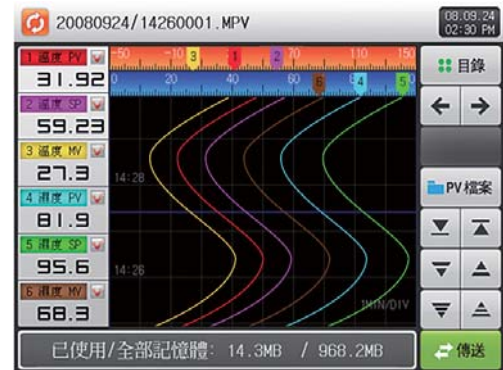 20080924/14260001.MPV
08.09.24
02:30 PM
1 溫度 PV
31.92
2 溫度 SP
59.23
3 溫度 MV
27.3
4 濕度 PV
81.9
5 濕度 SP
95.6
6 濕度 MV
68.3
-50 -10 3 1 2 70 110 150
0 20 40 60 6 4 5
14:28
14:26
1MIN/DIV
目錄
PV檔案
已使用/全部記憶體: 14.3MB / 968.2MB
傳送